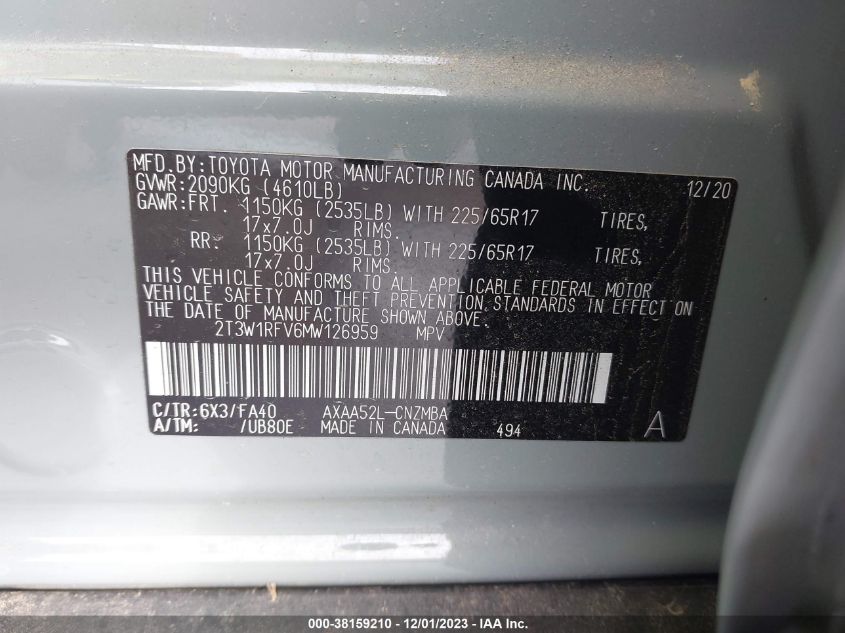 MFD.BY:TOYOTA MOTOR MANUFACTURING CANADA INC. 12/20
GVWR:2090KG (4610LB)
GAWR:FRT. 1150KG (2535LB) WITH 225/65R17 TIRES,
17x7.0J RIMS.
RR: 1150KG (2535LB) WITH 225/65R17 TIRES,
17x7.0J RIMS.
THIS VEHICLE CONFORMS TO ALL APPLICABLE FEDERAL MOTOR
VEHICLE SAFETY AND THEFT PREVENTION STANDARDS IN EFFECT ON
THE DATE OF MANUFACTURE SHOWN ABOVE.
2T3W1RFV6MW126959 MPV
C/TR:6X3/FA40 AXAA52L-CNZMBA
A/TM: /UB80E MADE IN CANADA 494 A
000-38159210 - 12/01/2023 - IAA Inc.